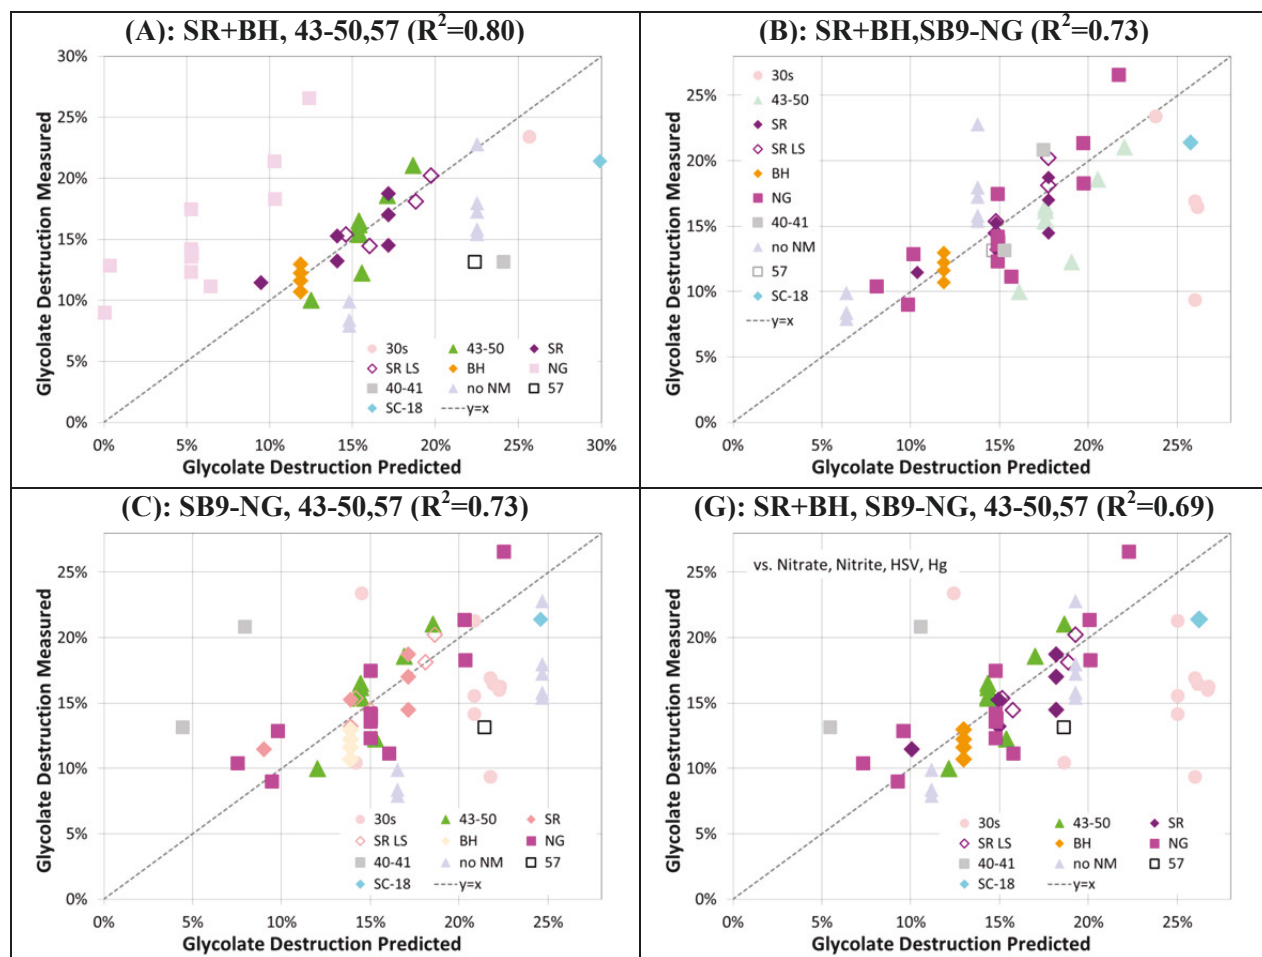 (A): SR+BH, 43-50,57 (R²=0.80)
Glycolate Destruction Measured
30%
25%
20%
15%
10%
5%
0%
30s 43-50 SR
SR LS BH NG
40-41 no NM 57
SC-18 y=x
0% 5% 10% 15% 20% 25% 30%
Glycolate Destruction Predicted
(B): SR+BH,SB9-NG (R²=0.73)
Glycolate Destruction Measured
25%
20%
15%
10%
5%
0%
30s
43-50
SR
SR LS
BH
NG
40-41
no NM
57
SC-18
y=x
0% 5% 10% 15% 20% 25%
Glycolate Destruction Predicted
(C): SB9-NG, 43-50,57 (R²=0.73)
Glycolate Destruction Measured
25%
20%
15%
10%
5%
0%
30s 43-50 SR
SR LS BH NG
40-41 no NM 57
SC-18 y=x
0% 5% 10% 15% 20% 25%
Glycolate Destruction Predicted
(G): SR+BH, SB9-NG, 43-50,57 (R²=0.69)
vs. Nitrate, Nitrite, HSV, Hg
Glycolate Destruction Measured
25%
20%
15%
10%
5%
0%
30s 43-50 SR
SR LS BH NG
40-41 no NM 57
SC-18 y=x
0% 5% 10% 15% 20% 25%
Glycolate Destruction Predicted